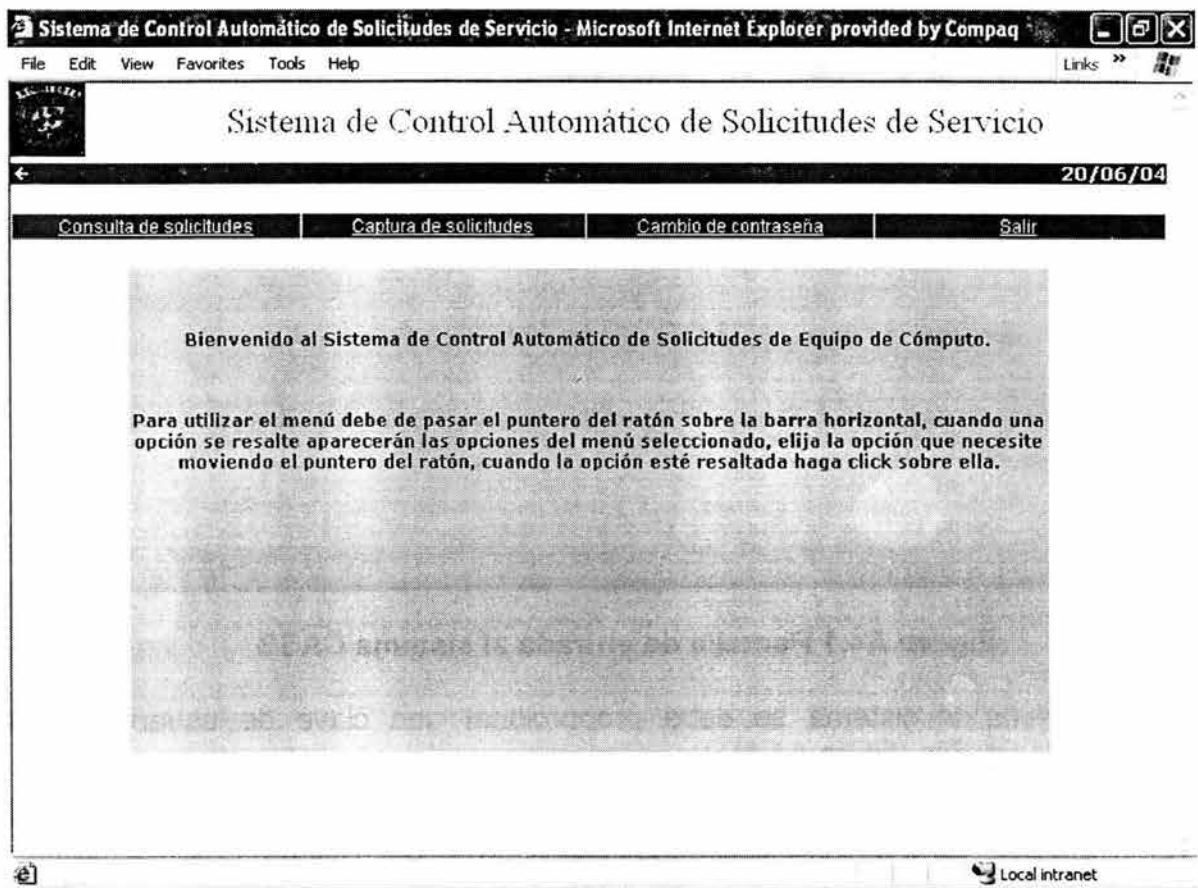 Sistema de Control Automático de Solicitudes de Servicio - Microsoft Internet Explorer provided by Compaq
File Edit View Favorites Tools Help Links »
Sistema de Control Automático de Solicitudes de Servicio
20/06/04
Consulta de solicitudes Captura de solicitudes Cambio de contraseña Salir
Bienvenido al Sistema de Control Automático de Solicitudes de Equipo de Cómputo.
Para utilizar el menú debe de pasar el puntero del ratón sobre la barra horizontal, cuando una
opción se resalte aparecerán las opciones del menú seleccionado, elija la opción que necesite
moviendo el puntero del ratón, cuando la opción esté resaltada haga click sobre ella.
Local intranet